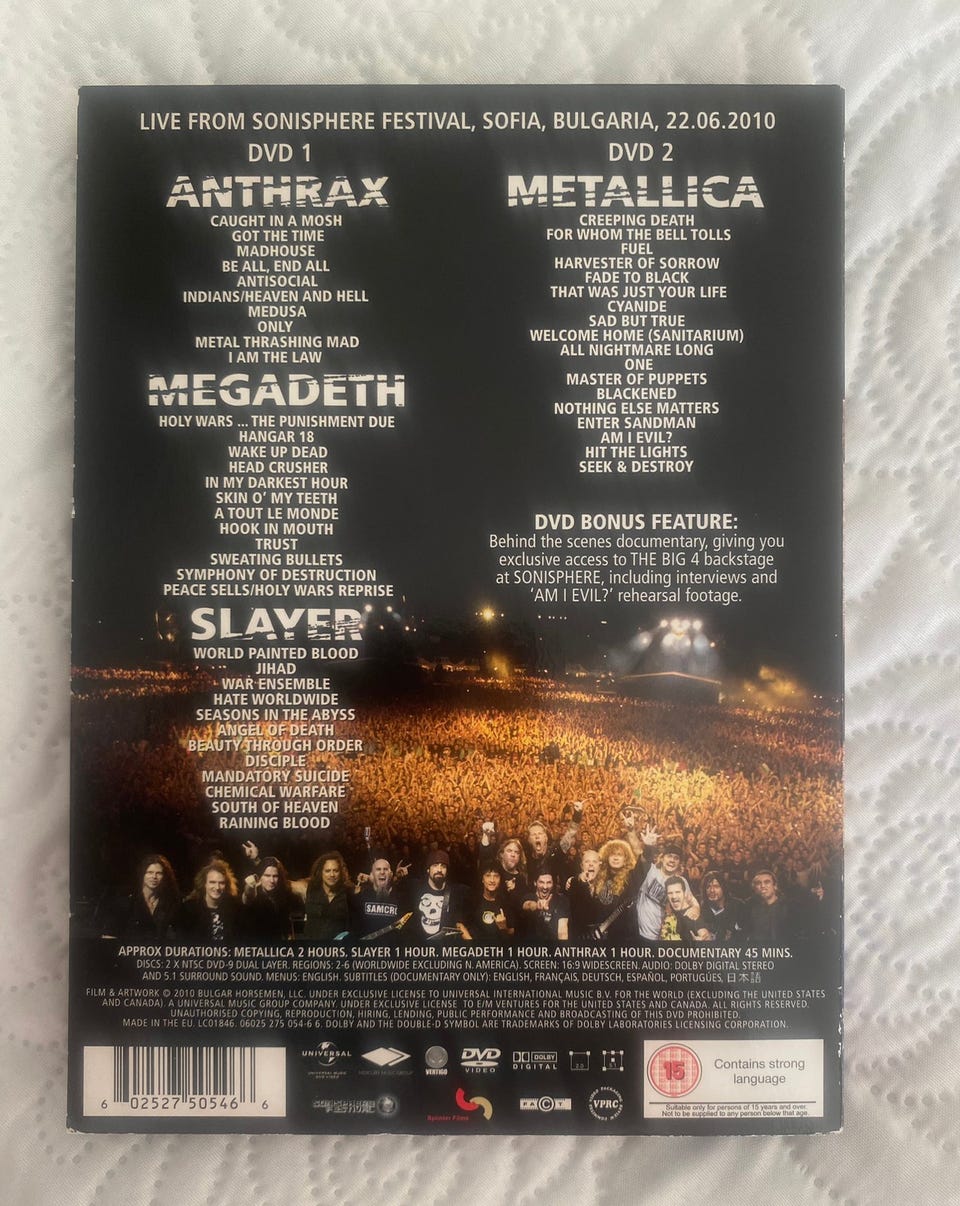 LIVE FROM SONISPHERE FESTIVAL, SOFIA, BULGARIA, 22.06.2010
DVD 1
ANTHRAX
CAUGHT IN A MOSH
GOT THE TIME
MADHOUSE
BE ALL, END ALL
ANTISOCIAL
INDIANS/HEAVEN AND HELL
MEDUSA
ONLY
METAL THRASHING MAD
I AM THE LAW
MEGADETH
HOLY WARS ... THE PUNISHMENT DUE
HANGAR 18
WAKE UP DEAD
HEAD CRUSHER
IN MY DARKEST HOUR
SKIN O' MY TEETH
A TOUT LE MONDE
HOOK IN MOUTH
TRUST
SWEATING BULLETS
SYMPHONY OF DESTRUCTION
PEACE SELLS/HOLY WARS REPRISE
SLAYER
WORLD PAINTED BLOOD
JIHAD
WAR ENSEMBLE
HATE WORLDWIDE
SEASONS IN THE ABYSS
ANGEL OF DEATH
BEAUTY THROUGH ORDER
DISCIPLE
MANDATORY SUICIDE
CHEMICAL WARFARE
SOUTH OF HEAVEN
RAINING BLOOD
DVD 2
METALLICA
CREEPING DEATH
FOR WHOM THE BELL TOLLS
FUEL
HARVESTER OF SORROW
FADE TO BLACK
THAT WAS JUST YOUR LIFE
CYANIDE
SAD BUT TRUE
WELCOME HOME (SANITARIUM)
ALL NIGHTMARE LONG
ONE
MASTER OF PUPPETS
BLACKENED
NOTHING ELSE MATTERS
ENTER SANDMAN
AM I EVIL?
HIT THE LIGHTS
SEEK & DESTROY
DVD BONUS FEATURE:
Behind the scenes documentary, giving you
exclusive access to THE BIG 4 backstage
at SONISPHERE, including interviews and
'AM I EVIL?' rehearsal footage.
SAMCRO
APPROX DURATIONS: METALLICA 2 HOURS. SLAYER 1 HOUR. MEGADETH 1 HOUR. ANTHRAX 1 HOUR. DOCUMENTARY 45 MINS.
DISCS: 2 X NTSC DVD-9 DUAL LAYER. REGIONS: 2-6 (WORLDWIDE EXCLUDING N. AMERICA). SCREEN: 16:9 WIDESCREEN. AUDIO: DOLBY DIGITAL STEREO
AND 5.1 SURROUND SOUND. MENUS: ENGLISH. SUBTITLES (DOCUMENTARY ONLY): ENGLISH, FRANÇAIS, DEUTSCH, ESPAÑOL, PORTUGÛES, 日本語
FILM & ARTWORK © 2010 BULGAR HORSEMEN, LLC. UNDER EXCLUSIVE LICENSE TO UNIVERSAL INTERNATIONAL MUSIC B.V. FOR THE WORLD (EXCLUDING THE UNITED STATES
AND CANADA). A UNIVERSAL MUSIC GROUP COMPANY. UNDER EXCLUSIVE LICENSE TO E/M VENTURES FOR THE UNITED STATES AND CANADA. ALL RIGHTS RESERVED.
UNAUTHORISED COPYING, REPRODUCTION, HIRING, LENDING, PUBLIC PERFORMANCE AND BROADCASTING OF THIS DVD PROHIBITED.
MADE IN THE EU. LC01846. 06025 275 054-6 6. DOLBY AND THE DOUBLE-D SYMBOL ARE TRADEMARKS OF DOLBY LABORATORIES LICENSING CORPORATION.
6 02527 50546 6
UNIVERSAL
UNIVERSAL MUSIC
MERCURY MUSIC GROUP
VERTIGO
DVD
VIDEO
DOLBY
DIGITAL
2.0
5.1
SONISPHERE
FESTIVAL
Spinner Films
FACT
VPRC
15
Contains strong
language
Suitable only for persons of 15 years and over.
Not to be supplied to any person below that age.